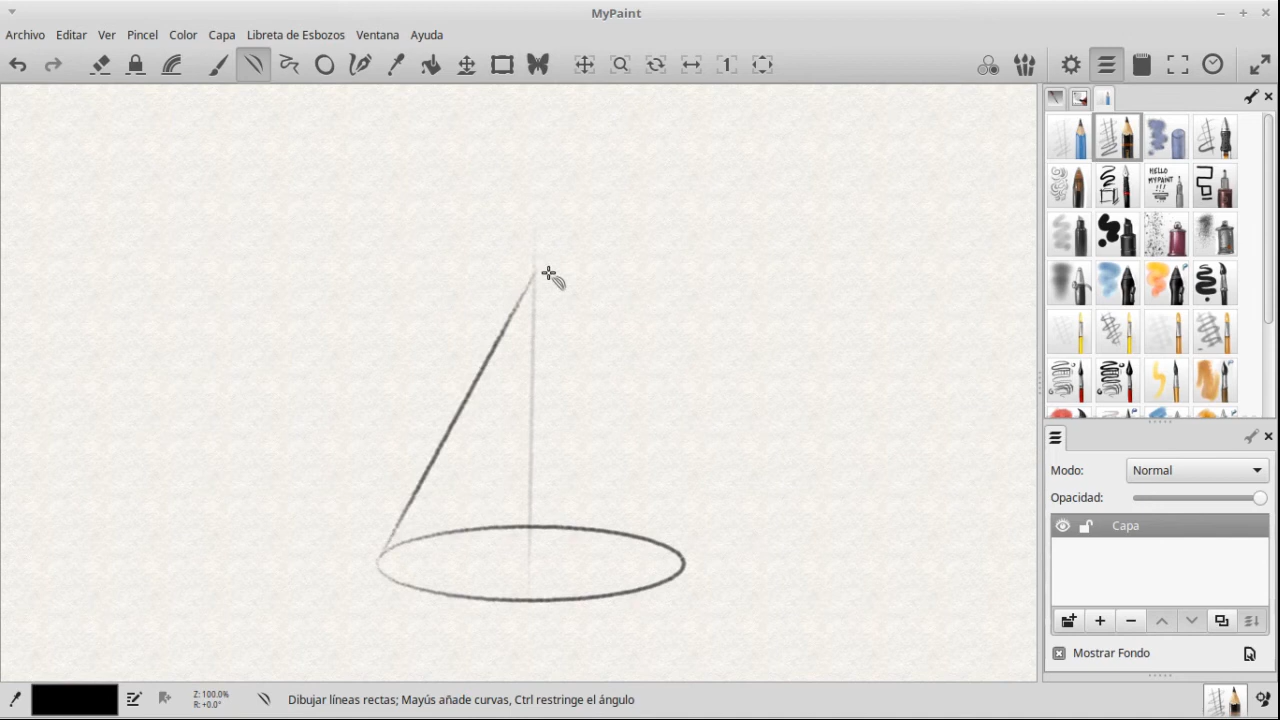 MyPaint
Archivo Editar Ver Pincel Color Capa Libreta de Esbozos Ventana Ayuda
1
HELLO
MYPAINT
!!!
Modo: Normal
Opacidad:
Capa
Mostrar Fondo
Z: 100.0%
R: +0.0°
Dibujar líneas rectas; Mayús añade curvas, Ctrl restringe el ángulo